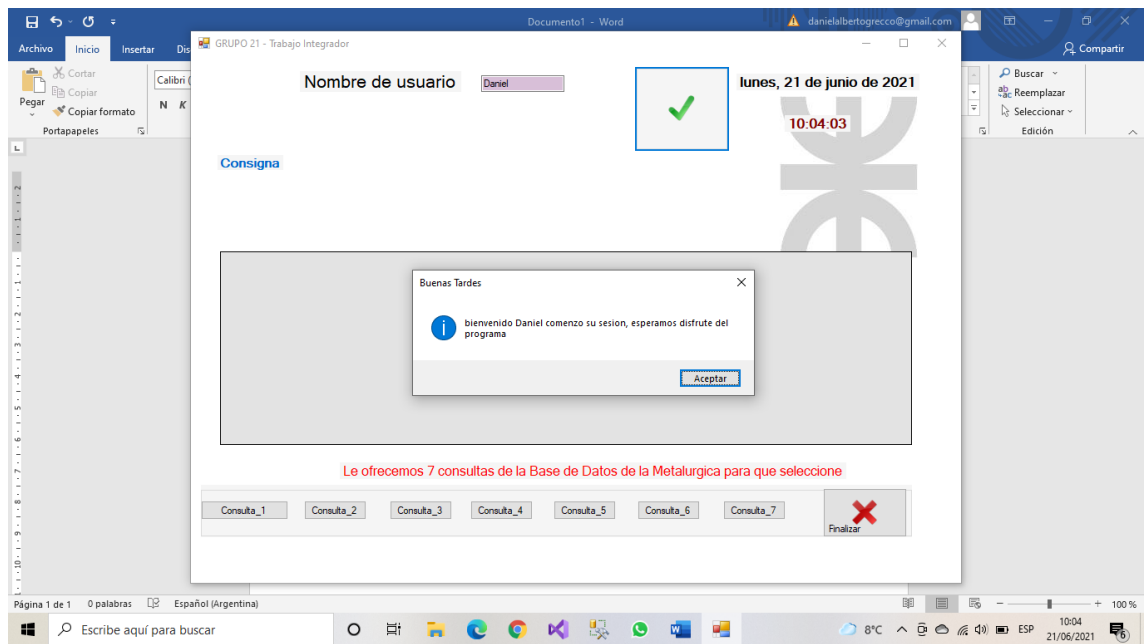 Documento1 - Word
danielalbertogrecco@gmail.com
Archivo Inicio Insertar Dis
Compartir
GRUPO 21 - Trabajo Integrador
Pegar
Cortar
Copiar
Copiar formato
Portapapeles
Calibri (
N K
Buscar
Reemplazar
Seleccionar
Edición
Nombre de usuario
Daniel
lunes, 21 de junio de 2021
10:04:03
Consigna
Buenas Tardes
bienvenido Daniel comenzo su sesion, esperamos disfrute del
programa
Aceptar
Le ofrecemos 7 consultas de la Base de Datos de la Metalurgica para que seleccione
Consulta_1 Consulta_2 Consulta_3 Consulta_4 Consulta_5 Consulta_6 Consulta_7
Finalizar
Página 1 de 1 0 palabras Español (Argentina)
100 %
Escribe aquí para buscar
8°C
ESP
10:04
21/06/2021